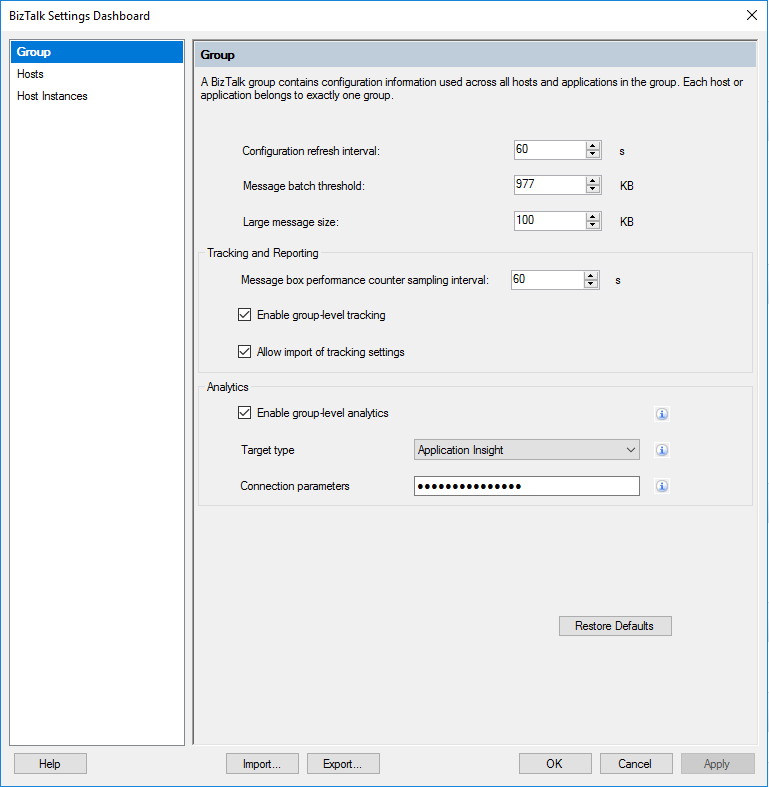 BizTalk Settings Dashboard
Group
Hosts
Host Instances
Group
A BizTalk group contains configuration information used across all hosts and applications in the group. Each host or
application belongs to exactly one group.
Configuration refresh interval: 60 s
Message batch threshold: 977 KB
Large message size: 100 KB
Tracking and Reporting
Message box performance counter sampling interval: 60 s
Enable group-level tracking
Allow import of tracking settings
Analytics
Enable group-level analytics
Target type Application Insight
Connection parameters ●●●●●●●●●●●●●●●
Restore Defaults
Help Import... Export... OK Cancel Apply